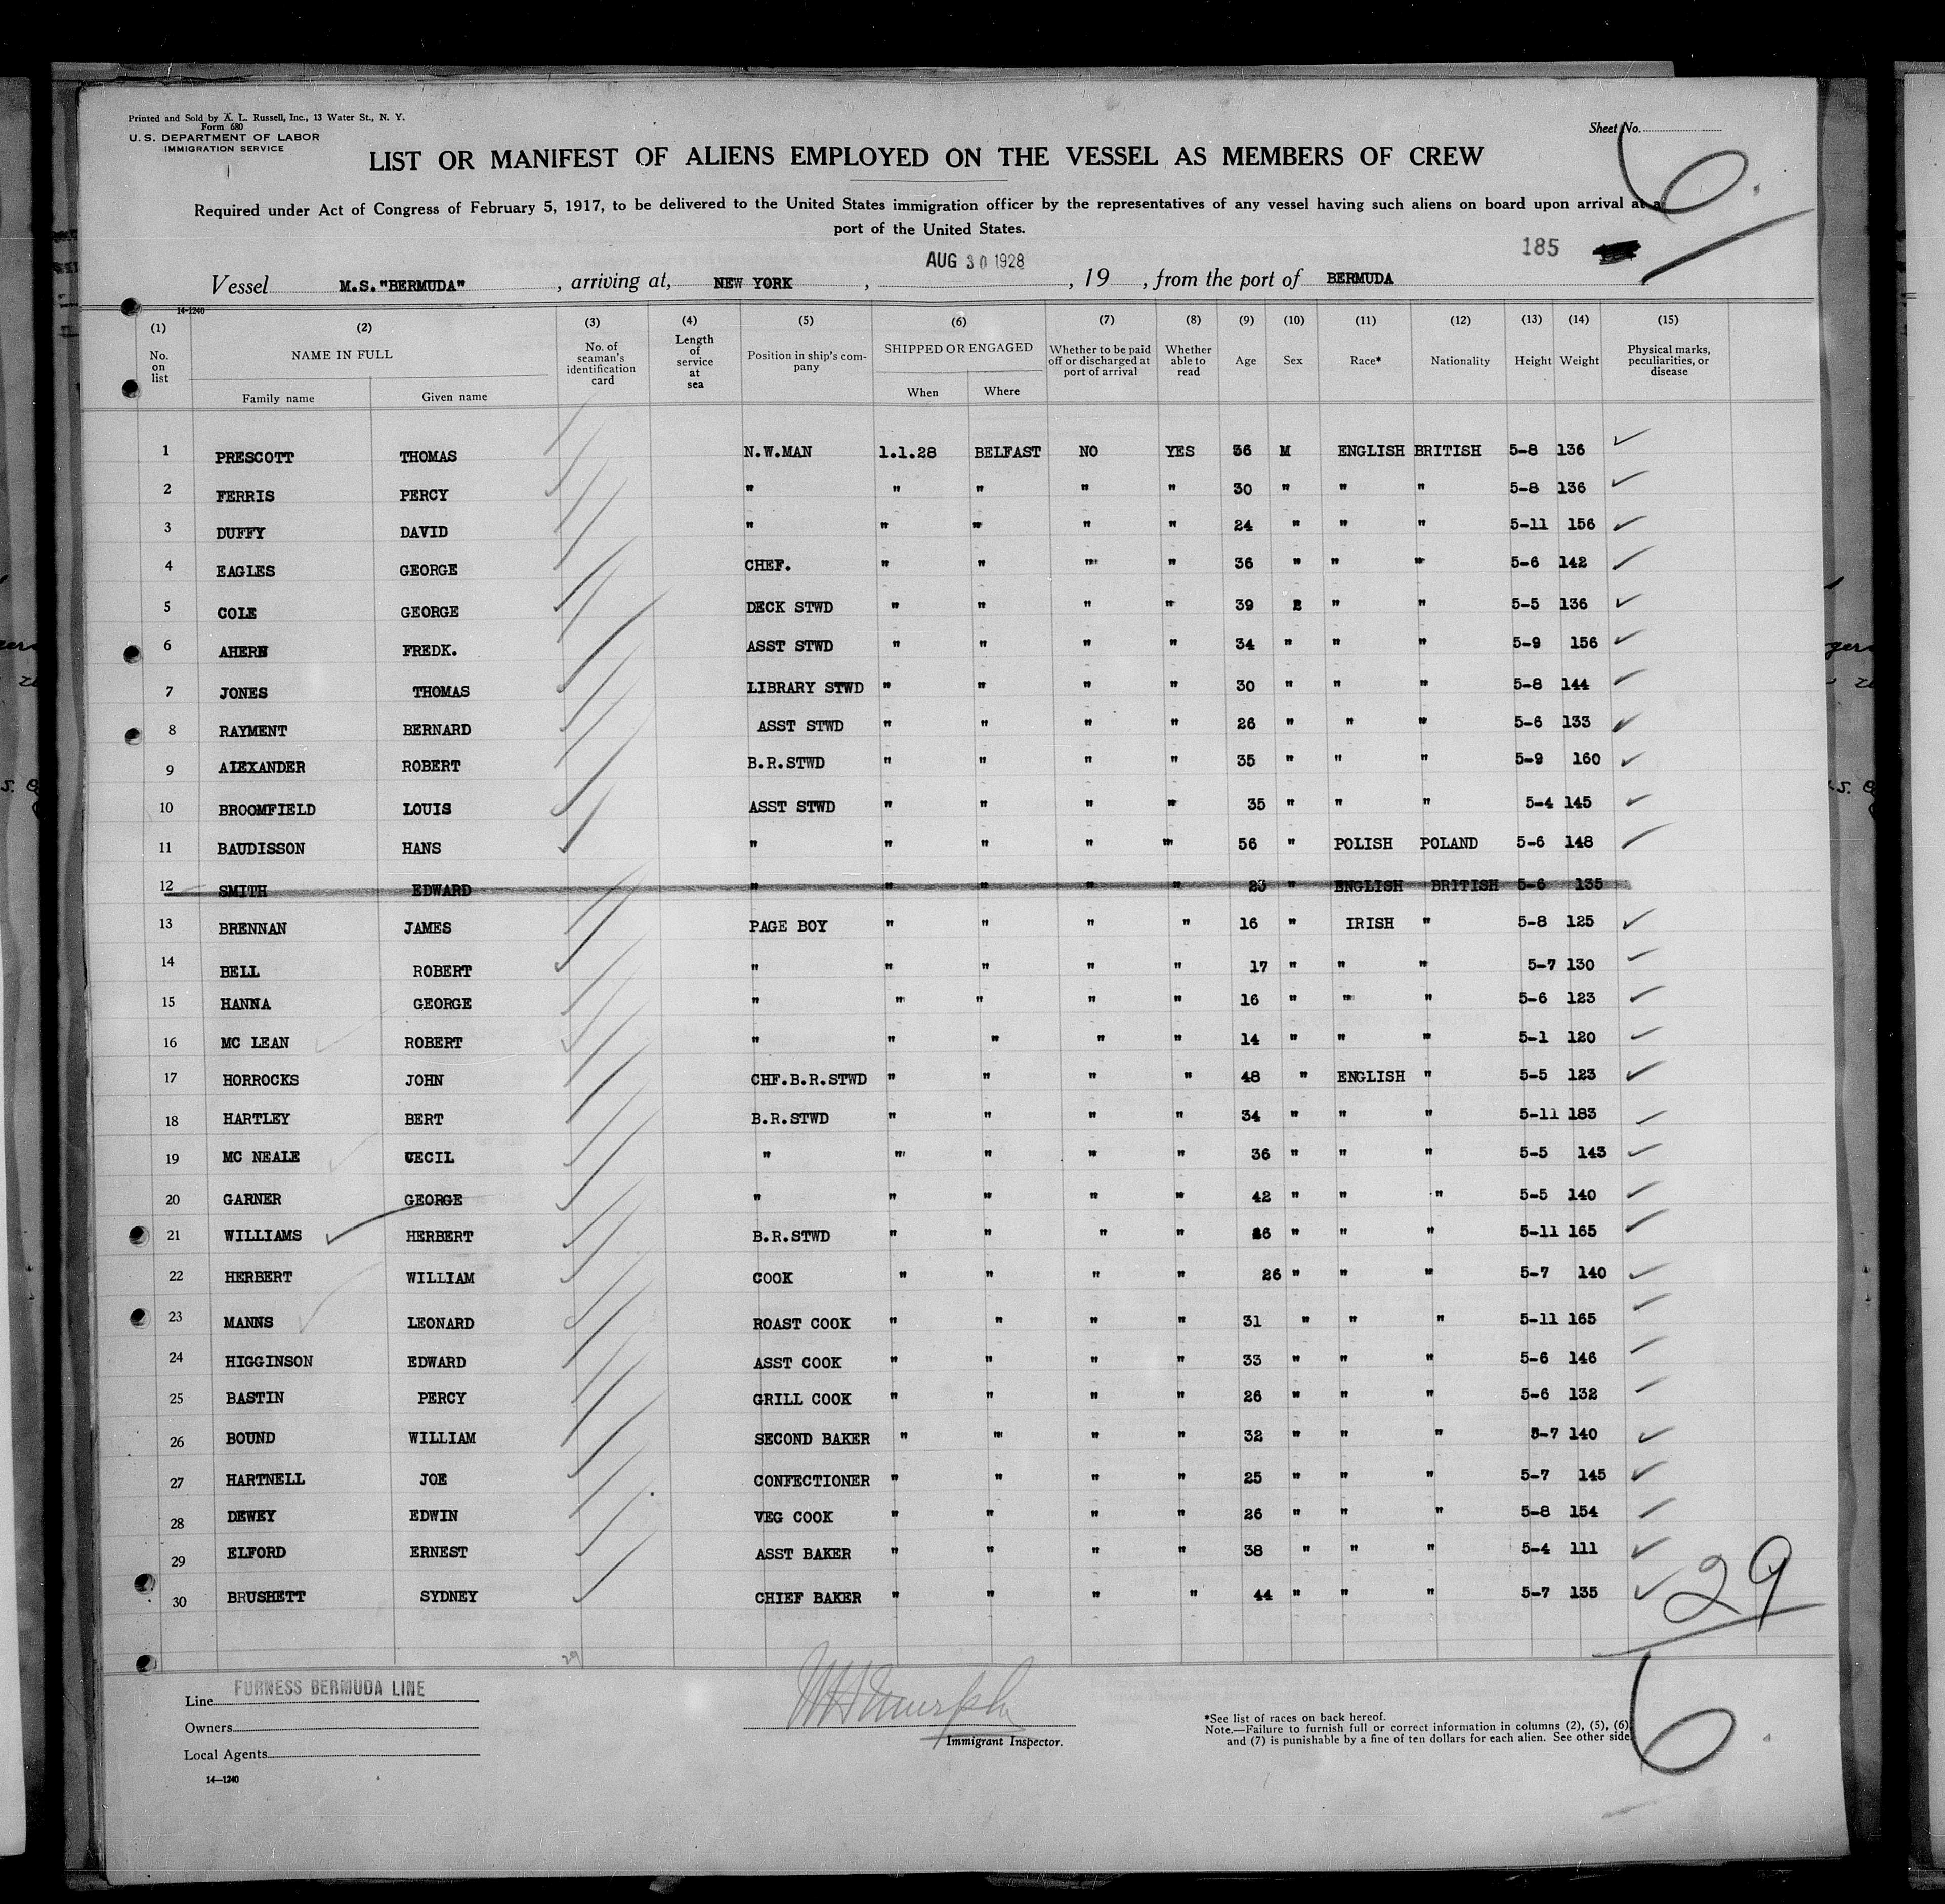 Printed and Sold by A. L. Russell, Inc., 13 Water St., N. Y.
Form 680
U. S. DEPARTMENT OF LABOR
IMMIGRATION SERVICE
Sheet No. 6.
LIST OR MANIFEST OF ALIENS EMPLOYED ON THE VESSEL AS MEMBERS OF CREW
Required under Act of Congress of February 5, 1917, to be delivered to the United States immigration officer by the representatives of any vessel having such aliens on board upon arrival at a
port of the United States.
185
AUG 30 1928
Vessel M.S."BERMUDA", arriving at, NEW YORK, , 19 , from the port of BERMUDA
14-1240
(1) (2) (3) (4) (5) (6) (7) (8) (9) (10) (11) (12) (13) (14) (15)
No. on list NAME IN FULL Family name Given name No. of seaman's identification card Length of service at sea Position in ship's company SHIPPED OR ENGAGED When Where Whether to be paid off or discharged at port of arrival Whether able to read Age Sex Race* Nationality Height Weight Physical marks, peculiarities, or disease
1 PRESCOTT THOMAS N.W.MAN 1.1.28 BELFAST NO YES 36 M ENGLISH BRITISH 5-8 136
2 FERRIS PERCY " " " " " 30 " " " 5-8 136
3 DUFFY DAVID " " " " " 24 " " " 5-11 156
4 EAGLES GEORGE CHEF. " " " " 36 " " " 5-6 142
5 COLE GEORGE DECK STWD " " " " 39 " " 5-5 136
6 AHERN FREDK. ASST STWD " " " " 34 " " " 5-9 156
7 JONES THOMAS LIBRARY STWD " " " " 30 " " " 5-8 144
8 RAYMENT BERNARD ASST STWD " " " " 26 " " " 5-6 133
9 ALEXANDER ROBERT B.R.STWD " " " " 35 " " " 5-9 160
10 BROOMFIELD LOUIS ASST STWD " " " " 35 " " " 5-4 145
11 BAUDISSON HANS " " " " " 56 " POLISH POLAND 5-6 148
12 SMITH EDWARD " " " " " 23 " ENGLISH BRITISH 5-6 135
13 BRENNAN JAMES PAGE BOY " " " " 16 " IRISH " 5-8 125
14 BELL ROBERT " " " " " 17 " " " 5-7 130
15 HANNA GEORGE " " " " " 16 " " " 5-6 123
16 MC LEAN ROBERT " " " " " 14 " " " 5-1 120
17 HORROCKS JOHN CHF.B.R.STWD " " " " 48 " ENGLISH " 5-5 123
18 HARTLEY BERT B.R.STWD " " " " 34 " " " 5-11 183
19 MC NEALE CECIL " " " " " 36 " " " 5-5 143
20 GARNER GEORGE " " " " " 42 " " " 5-5 140
21 WILLIAMS HERBERT B.R.STWD " " " " 26 " " " 5-11 165
22 HERBERT WILLIAM COOK " " " " 26 " " " 5-7 140
23 MANNS LEONARD ROAST COOK " " " " 31 " " " 5-11 165
24 HIGGINSON EDWARD ASST COOK " " " " 33 " " " 5-6 146
25 BASTIN PERCY GRILL COOK " " " " 26 " " " 5-6 132
26 BOUND WILLIAM SECOND BAKER " " " " 32 " " " 5-7 140
27 HARTNELL JOE CONFECTIONER " " " " 25 " " " 5-7 145
28 DEWEY EDWIN VEG COOK " " " " 26 " " " 5-8 154
29 ELFORD ERNEST ASST BAKER " " " " 38 " " " 5-4 111
30 BRUSHETT SYDNEY CHIEF BAKER " " " " 44 " " " 5-7 135
29
29
6
Line FURNESS BERMUDA LINE
Owners
Local Agents
14—1240
Immigrant Inspector.
*See list of races on back hereof.
Note.—Failure to furnish full or correct information in columns (2), (5), (6)
and (7) is punishable by a fine of ten dollars for each alien. See other side.